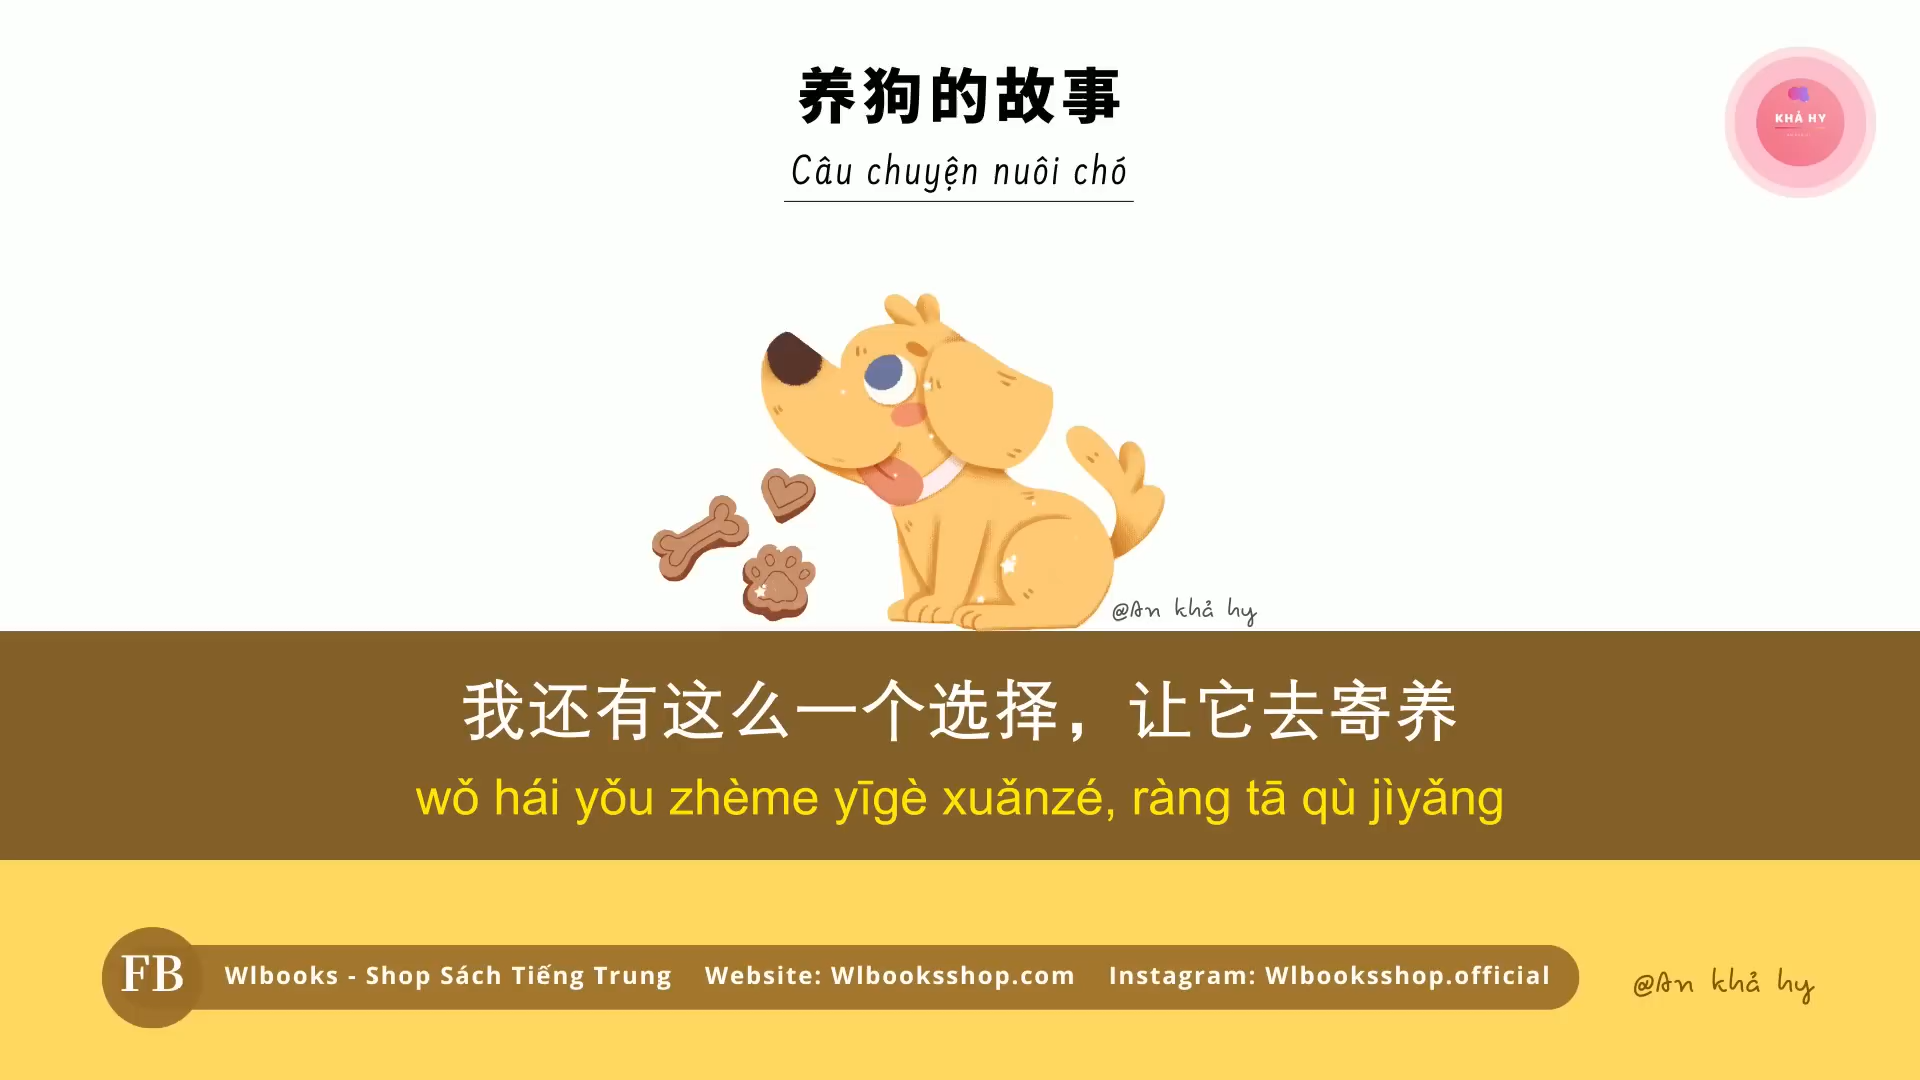 养狗的故事
Câu chuyện nuôi chó
KHẢ HY
@An khả hy
我还有这么一个选择，让它去寄养
wǒ hái yǒu zhème yīgè xuǎnzé, ràng tā qù jìyǎng
FB Wlbooks - Shop Sách Tiếng Trung Website: Wlbooksshop.com Instagram: Wlbooksshop.official
@An khả hy